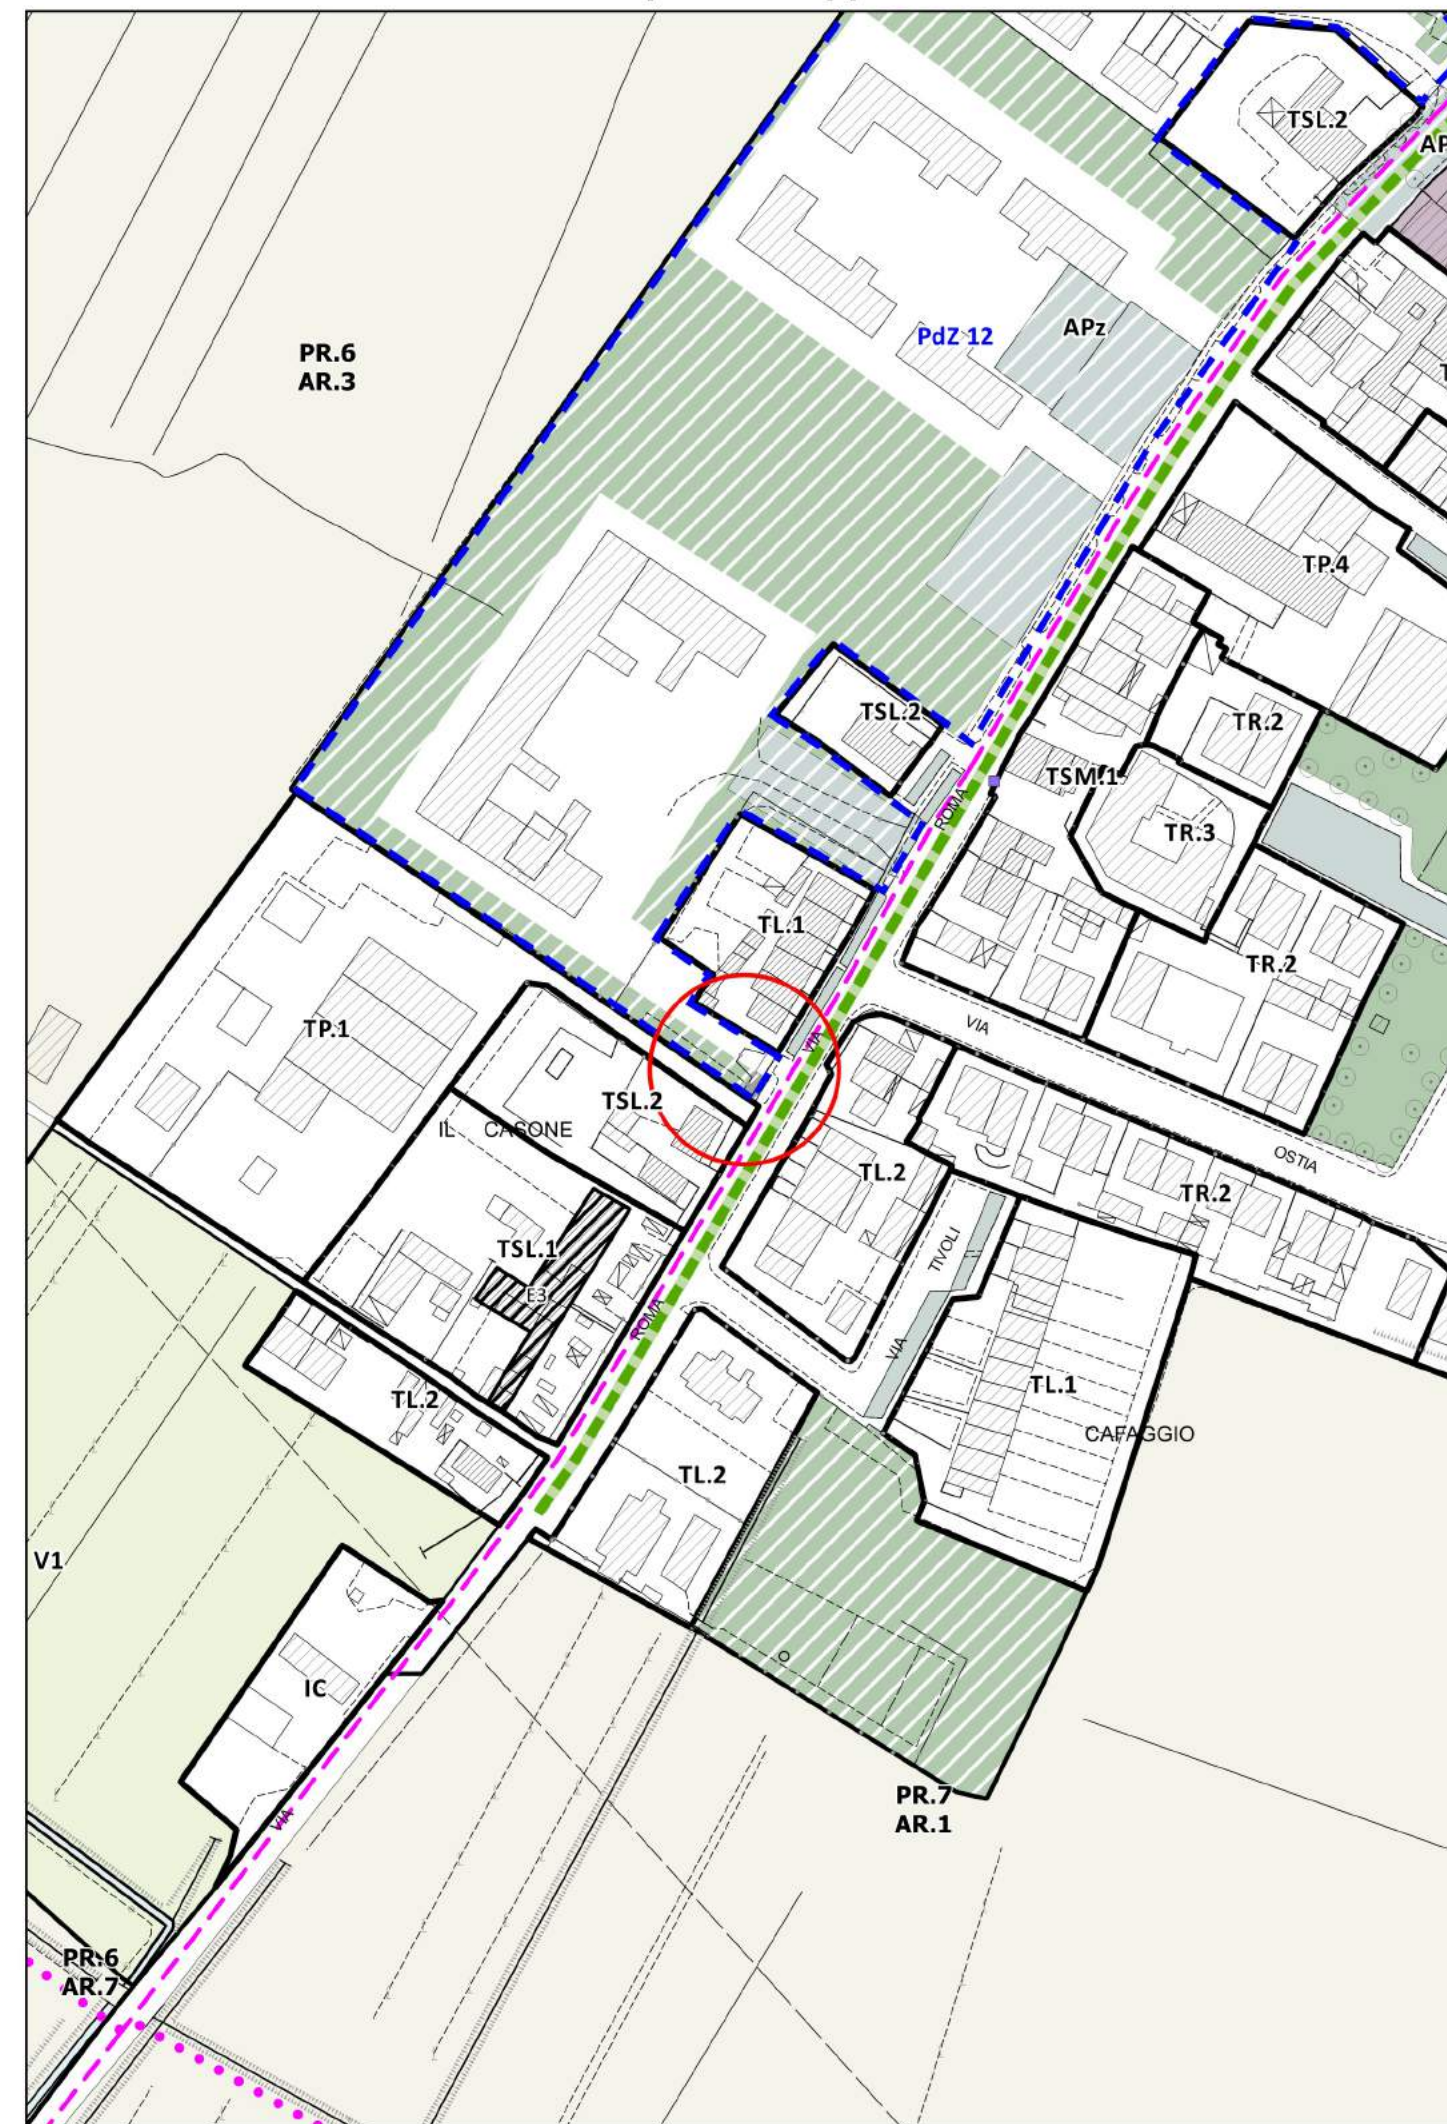 TSL.2
AP
PR.6
AR.3
PdZ 12
APz
TP.4
TSL.2
TR.2
TSM.1
ROMA
TR.3
TL.1
TR.2
TP.1
VIA
VIA
TSL.2
IL CASONE
TL.2
OSTIA
TR.2
TSL.1
TIVOLI
E3
ROMA
VIA
TL.2
TL.1
CAFAGGIO
TL.2
V1
IC
PR.7
AR.1
VIA
PR.6
AR.7